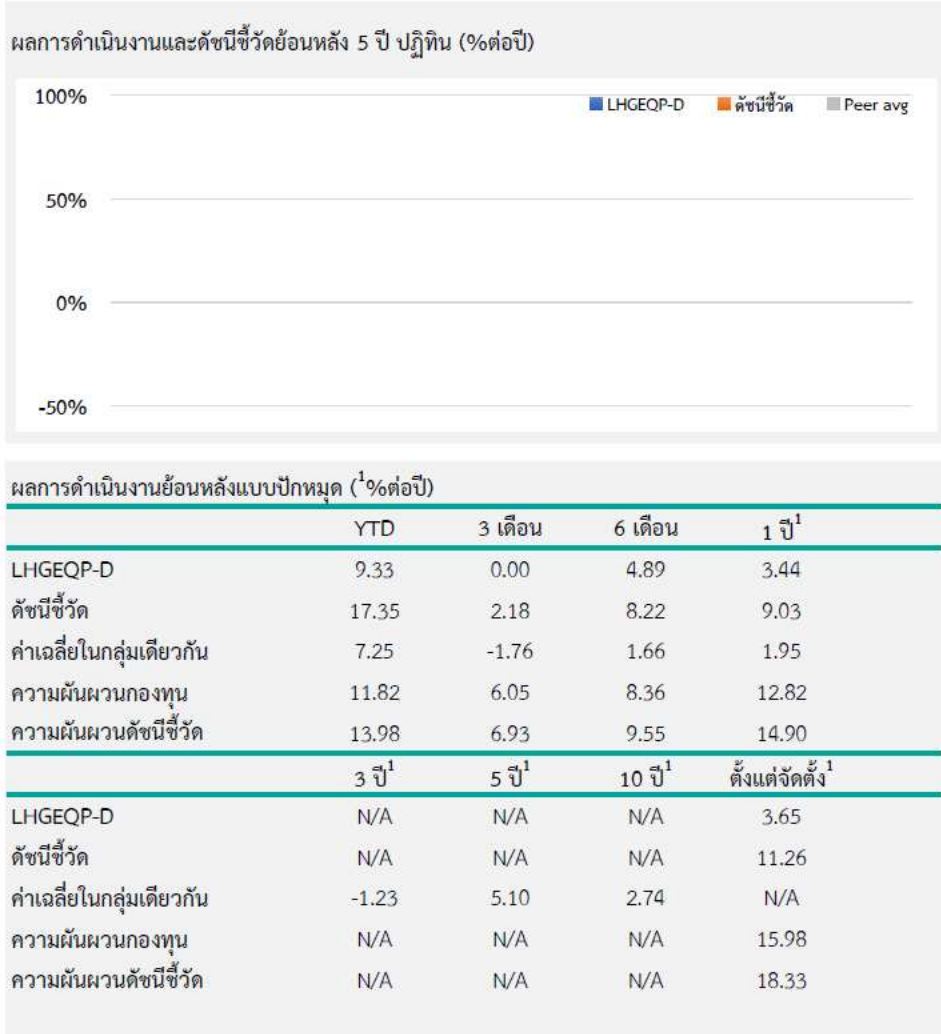 ผลการดำเนินงานและดัชนีชี้วัดย้อนหลัง 5 ปี ปฏิทิน (%ต่อปี)
100%
LHGEQP-D ดัชนีชี้วัด Peer avg
50%
0%
-50%
ผลการดำเนินงานย้อนหลังแบบปักหมุด (¹%ต่อปี)
YTD 3 เดือน 6 เดือน 1 ปี¹
LHGEQP-D 9.33 0.00 4.89 3.44
ดัชนีชี้วัด 17.35 2.18 8.22 9.03
ค่าเฉลี่ยในกลุ่มเดียวกัน 7.25 -1.76 1.66 1.95
ความผันผวนกองทุน 11.82 6.05 8.36 12.82
ความผันผวนดัชนีชี้วัด 13.98 6.93 9.55 14.90
3 ปี¹ 5 ปี¹ 10 ปี¹ ตั้งแต่จัดตั้ง¹
LHGEQP-D N/A N/A N/A 3.65
ดัชนีชี้วัด N/A N/A N/A 11.26
ค่าเฉลี่ยในกลุ่มเดียวกัน -1.23 5.10 2.74 N/A
ความผันผวนกองทุน N/A N/A N/A 15.98
ความผันผวนดัชนีชี้วัด N/A N/A N/A 18.33